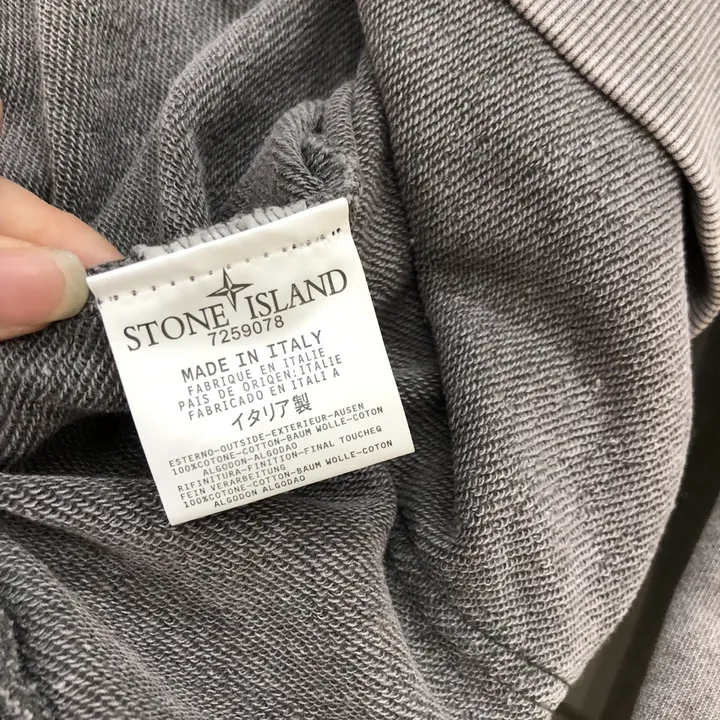 STONE ISLAND
7259078
MADE IN ITALY
FABRIQUE EN ITALIE
PAIS DE ORIGEN:ITALIE
FABRICADO EN ITALI A
イタリア製
ESTERNO-OUTSIDE-EXTERIEUR-AUSEN
100%COTONE-COTTON-BAUM WOLLE-COTON
ALGODON-ALGODAO
RIFINITURA-FINITION-FINAL TOUCHEG
FEIN VERARBEITUNG
100%COTONE-COTTON-BAUM WOLLE-COTON
ALGODON ALGODAO